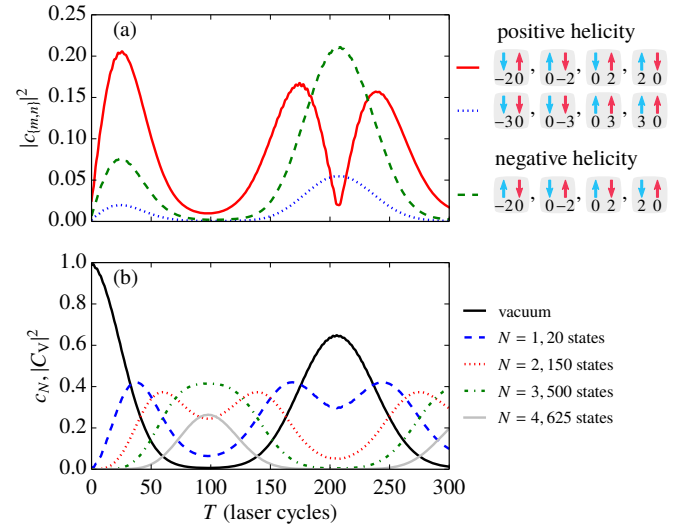 (a)
0.25
0.20
0.15
0.10
0.05
0.00
|c{m,n}|²
positive helicity
−2 0 , 0 −2 , 0 2 , 2 0
−3 0 , 0 −3 , 0 3 , 3 0
negative helicity
−2 0 , 0 −2 , 0 2 , 2 0
(b)
1.0
0.8
0.6
0.4
0.2
0.0
c_N, |C_V|²
0 50 100 150 200 250 300
T (laser cycles)
vacuum
N = 1, 20 states
N = 2, 150 states
N = 3, 500 states
N = 4, 625 states